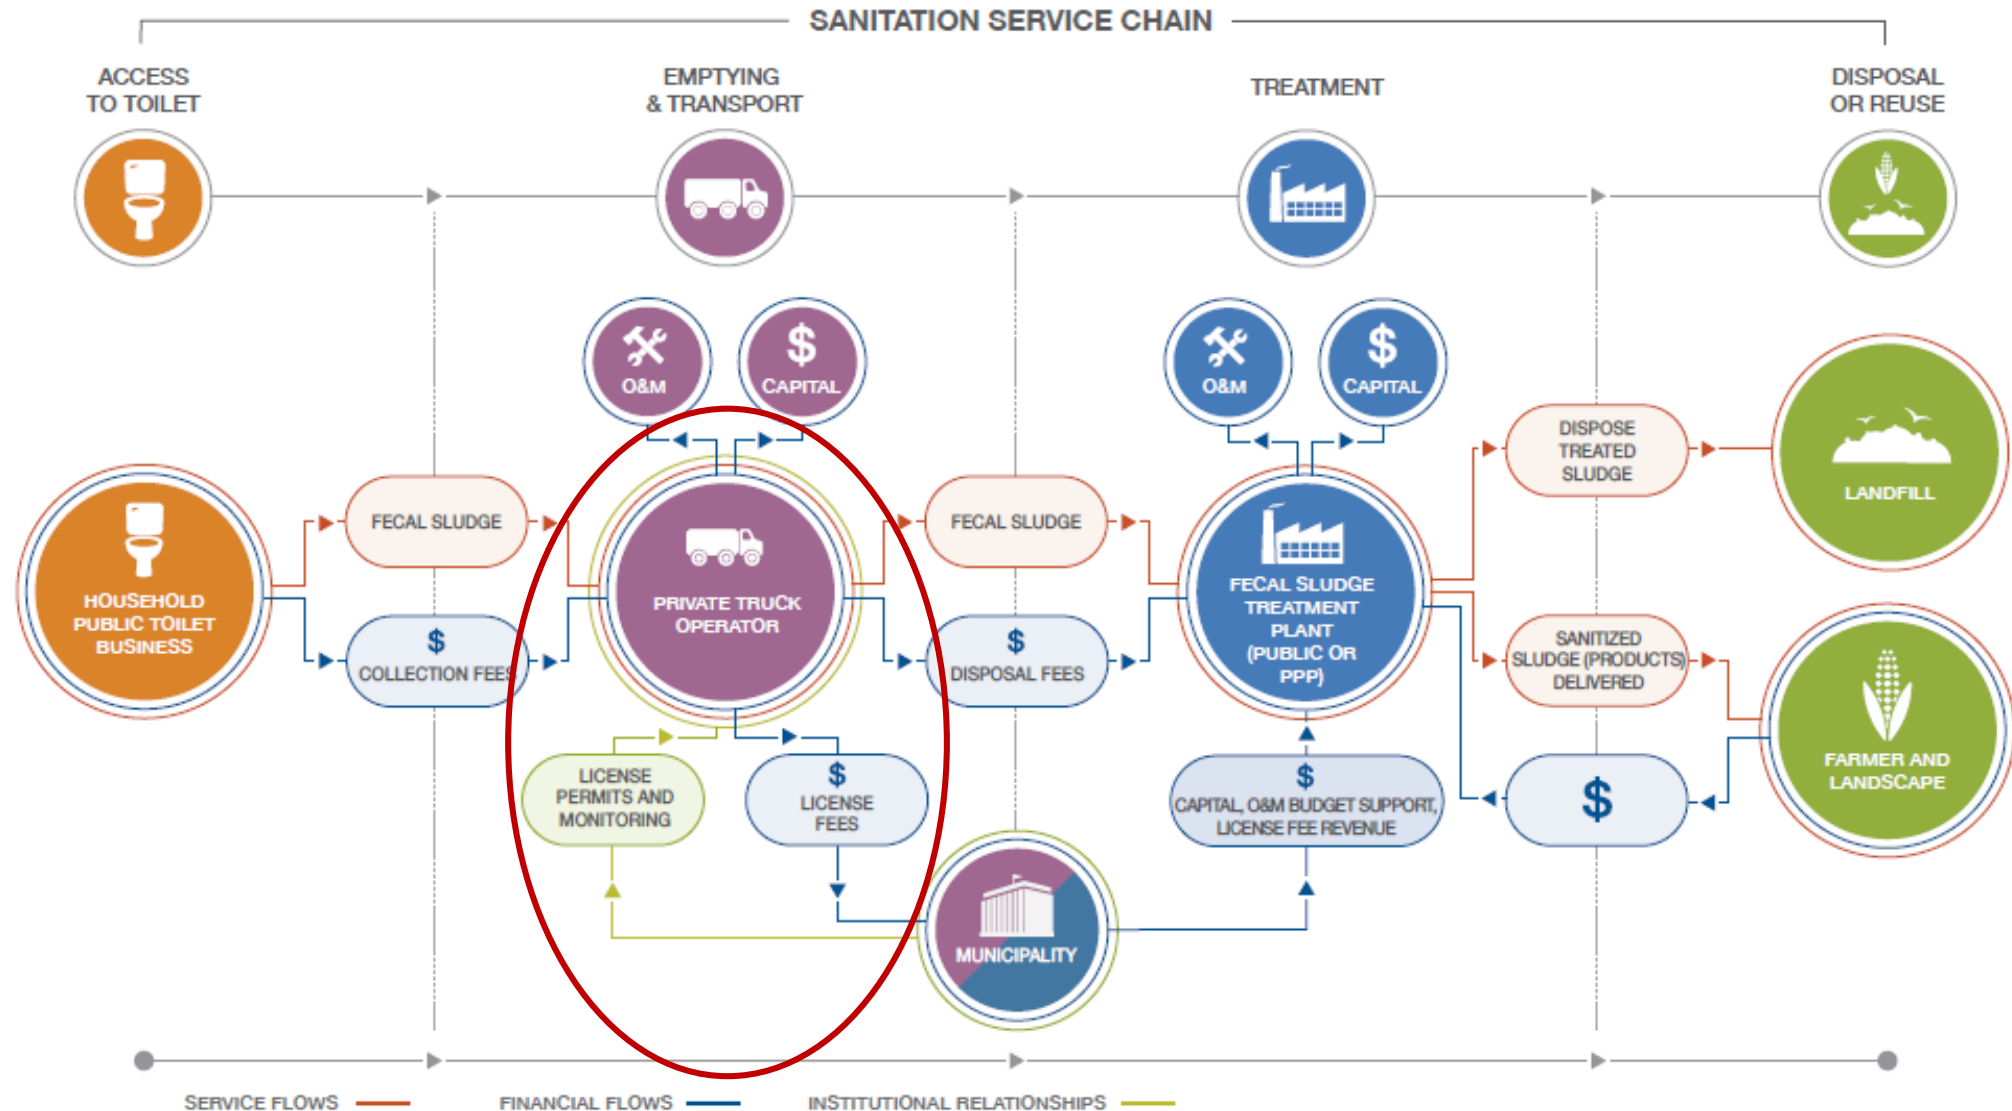 SANITATION SERVICE CHAIN
ACCESS
TO TOILET
EMPTYING
& TRANSPORT
TREATMENT
DISPOSAL
OR REUSE
O&M
$
CAPITAL
O&M
$
CAPITAL
HOUSEHOLD
PUBLIC TOILET
BUSINESS
FECAL SLUDGE
$
COLLECTION FEES
PRIVATE TRUCK
OPERATOR
FECAL SLUDGE
$
DISPOSAL FEES
FECAL SLUDGE
TREATMENT
PLANT
(PUBLIC OR
PPP)
DISPOSE
TREATED
SLUDGE
LANDFILL
SANITIZED
SLUDGE (PRODUCTS)
DELIVERED
$
FARMER AND
LANDSCAPE
LICENSE
PERMITS AND
MONITORING
$
LICENSE
FEES
$
CAPITAL, O&M BUDGET SUPPORT,
LICENSE FEE REVENUE
MUNICIPALITY
SERVICE FLOWS
FINANCIAL FLOWS
INSTITUTIONAL RELATIONSHIPS